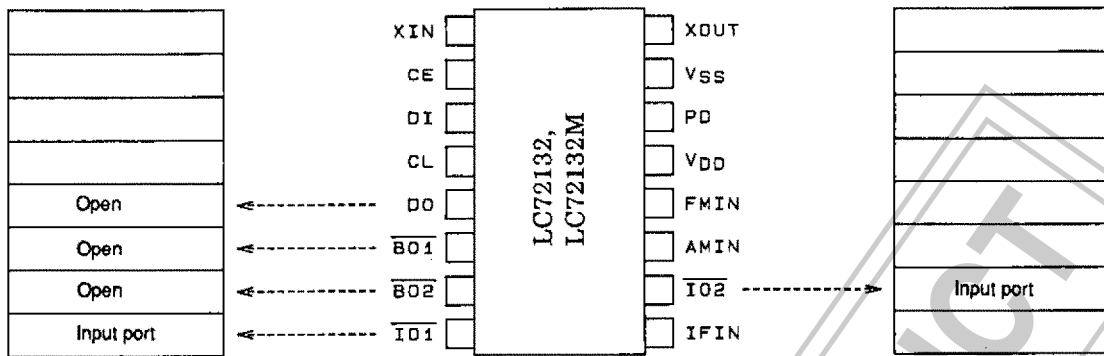 XIN
XOUT
CE
VSS
DI
PD
CL
VDD
Open
DO
FMIN
Open
BO1
AMIN
Open
BO2
IO2
Input port
Input port
IO1
IFIN
LC72132,
LC72132M